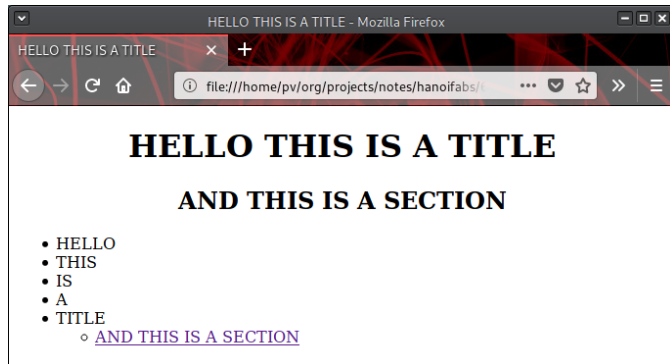 HELLO THIS IS A TITLE - Mozilla Firefox
HELLO THIS IS A TITLE
file:///home/pv/org/projects/notes/hanoifabs/
HELLO THIS IS A TITLE
AND THIS IS A SECTION
HELLO
THIS
IS
A
TITLE
AND THIS IS A SECTION